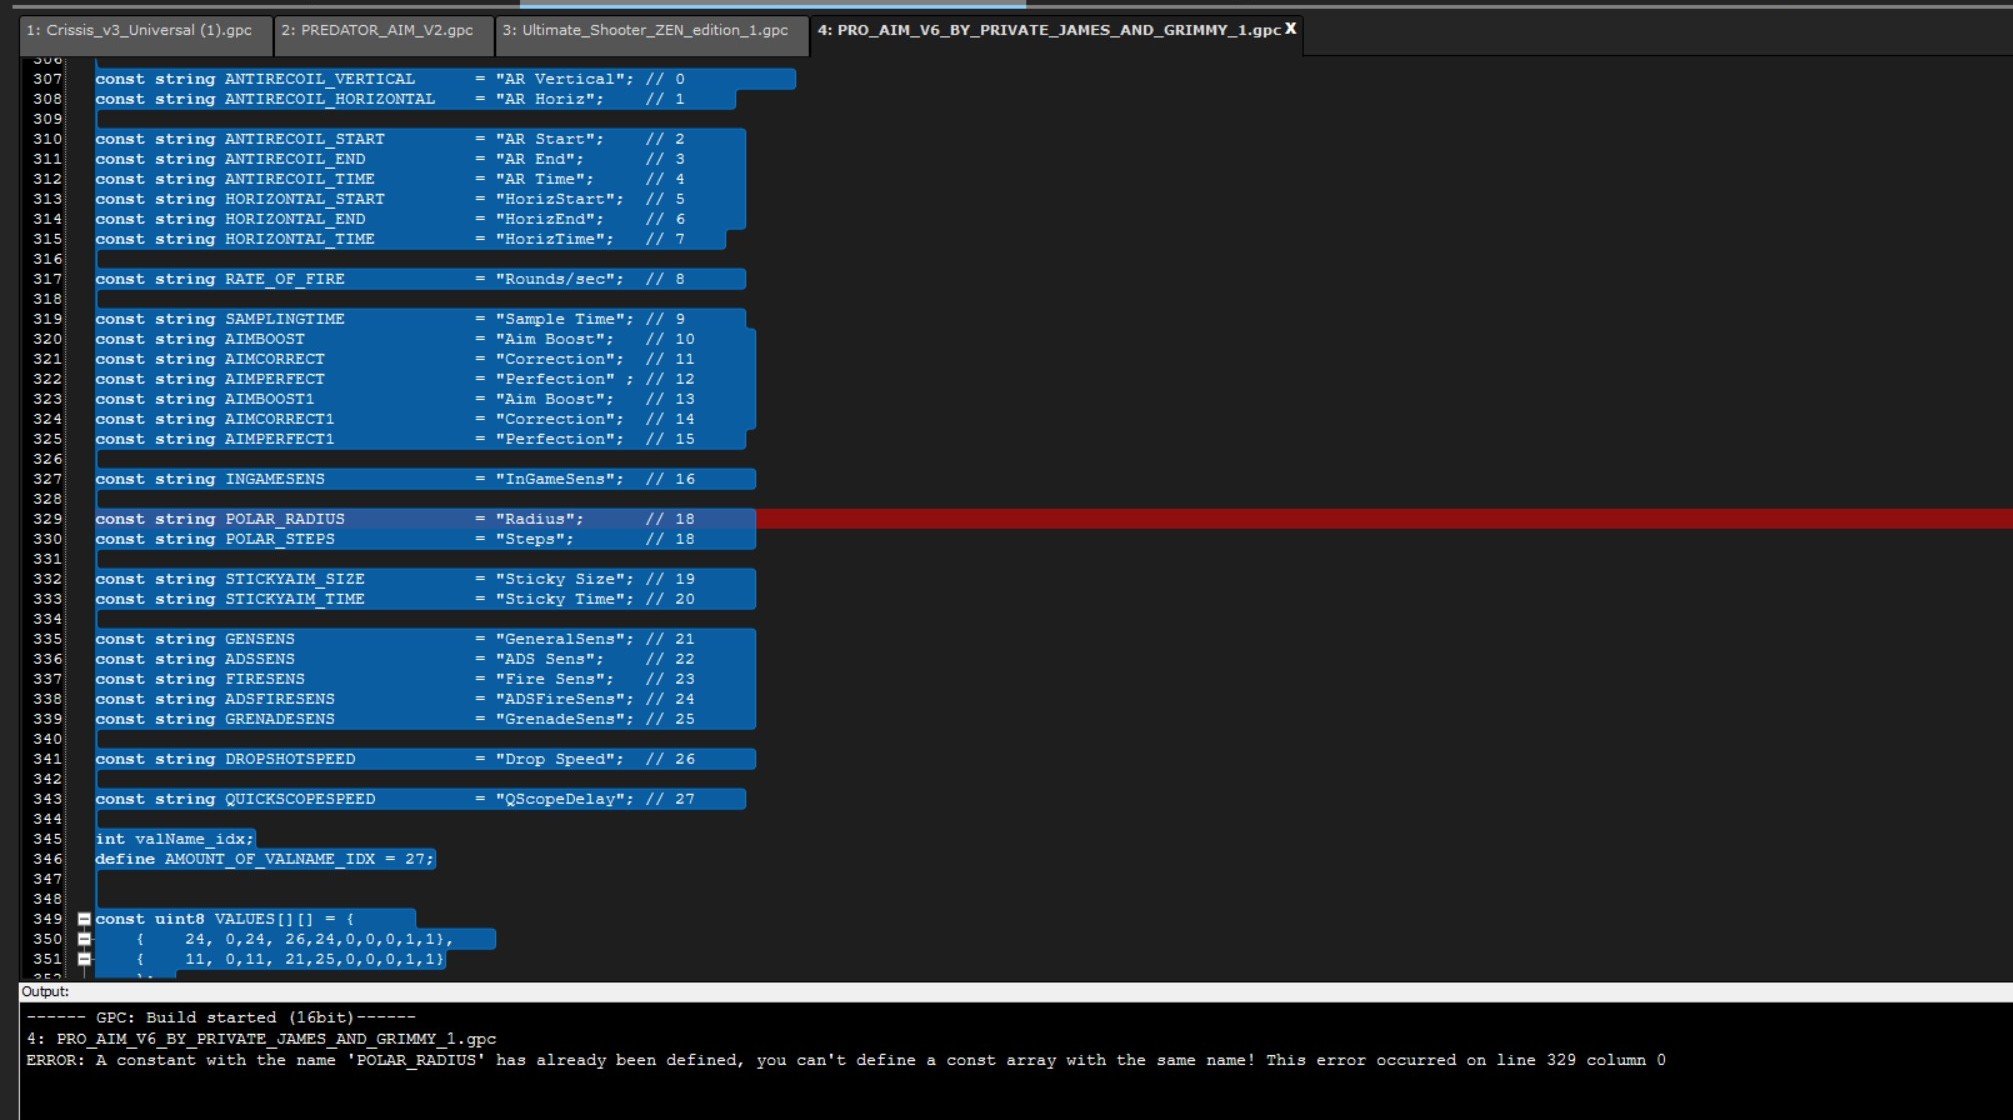 1: Crissis_v3_Universal (1).gpc 2: PREDATOR_AIM_V2.gpc 3: Ultimate_Shooter_ZEN_edition_1.gpc 4: PRO_AIM_V6_BY_PRIVATE_JAMES_AND_GRIMMY_1.gpc X
306
307 const string ANTIRECOIL_VERTICAL = "AR Vertical"; // 0
308 const string ANTIRECOIL_HORIZONTAL = "AR Horiz"; // 1
309
310 const string ANTIRECOIL_START = "AR Start"; // 2
311 const string ANTIRECOIL_END = "AR End"; // 3
312 const string ANTIRECOIL_TIME = "AR Time"; // 4
313 const string HORIZONTAL_START = "HorizStart"; // 5
314 const string HORIZONTAL_END = "HorizEnd"; // 6
315 const string HORIZONTAL_TIME = "HorizTime"; // 7
316
317 const string RATE_OF_FIRE = "Rounds/sec"; // 8
318
319 const string SAMPLINGTIME = "Sample Time"; // 9
320 const string AIMBOOST = "Aim Boost"; // 10
321 const string AIMCORRECT = "Correction"; // 11
322 const string AIMPERFECT = "Perfection" ; // 12
323 const string AIMBOOST1 = "Aim Boost"; // 13
324 const string AIMCORRECT1 = "Correction"; // 14
325 const string AIMPERFECT1 = "Perfection"; // 15
326
327 const string INGAMESENS = "InGameSens"; // 16
328
329 const string POLAR_RADIUS = "Radius"; // 18
330 const string POLAR_STEPS = "Steps"; // 18
331
332 const string STICKYAIM_SIZE = "Sticky Size"; // 19
333 const string STICKYAIM_TIME = "Sticky Time"; // 20
334
335 const string GENSENS = "GeneralSens"; // 21
336 const string ADSSENS = "ADS Sens"; // 22
337 const string FIRESENS = "Fire Sens"; // 23
338 const string ADSFIRESENS = "ADSFireSens"; // 24
339 const string GRENADESENS = "GrenadeSens"; // 25
340
341 const string DROPSHOTSPEED = "Drop Speed"; // 26
342
343 const string QUICKSCOPESPEED = "QScopeDelay"; // 27
344
345 int valName_idx;
346 define AMOUNT_OF_VALNAME_IDX = 27;
347
348
349 const uint8 VALUES[][] = {
350 { 24, 0,24, 26,24,0,0,0,1,1},
351 { 11, 0,11, 21,25,0,0,0,1,1}
352 };
Output:
------ GPC: Build started (16bit)------
4: PRO_AIM_V6_BY_PRIVATE_JAMES_AND_GRIMMY_1.gpc
ERROR: A constant with the name 'POLAR_RADIUS' has already been defined, you can't define a const array with the same name! This error occurred on line 329 column 0